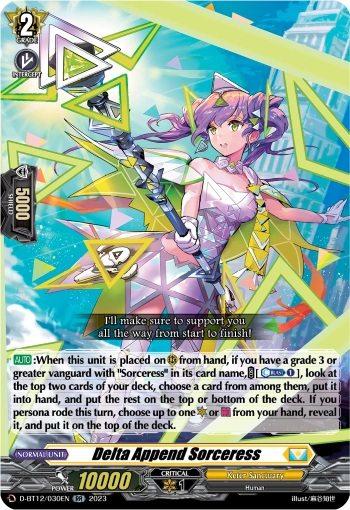 2
GRADE
INTERCEPT
5000
SHIELD
I'll make sure to support you
all the way from start to finish!
AUTO :When this unit is placed on from hand, if you have a grade 3 or
greater vanguard with "Sorceress" in its card name, [ BLAST 1 ], look at
the top two cards of your deck, choose a card from among them, put it
into hand, and put the rest on the top or bottom of the deck. If you
persona rode this turn, choose up to one or from your hand, reveal
it, and put it on the top of the deck.
NORMAL UNIT
Delta Append Sorceress
POWER 10000
CRITICAL
1
Keter Sanctuary
Human
D-BT12/030EN RR 2023
illust/麻谷知世